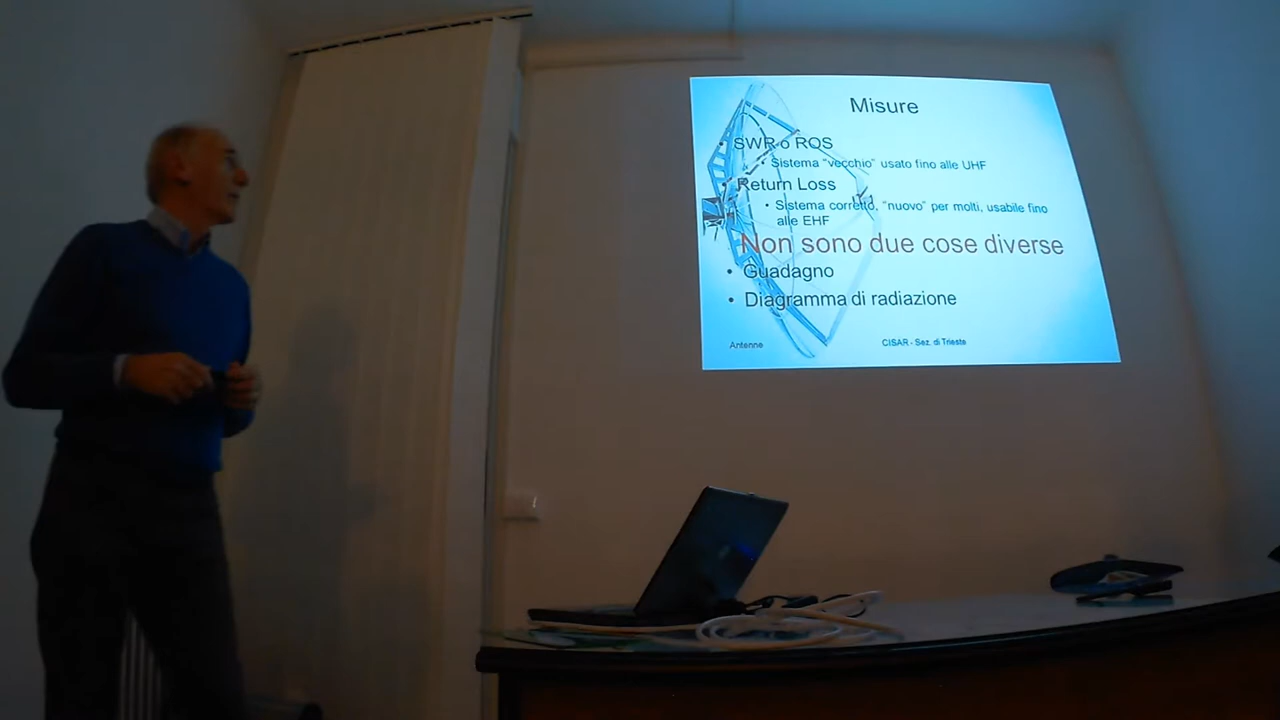 Misure
• SWR o ROS
• Sistema "vecchio" usato fino alle UHF
• Return Loss
• Sistema corretto, "nuovo" per molti, usabile fino
alle EHF
Non sono due cose diverse
• Guadagno
• Diagramma di radiazione
Antenne
CISAR - Sez. di Trieste